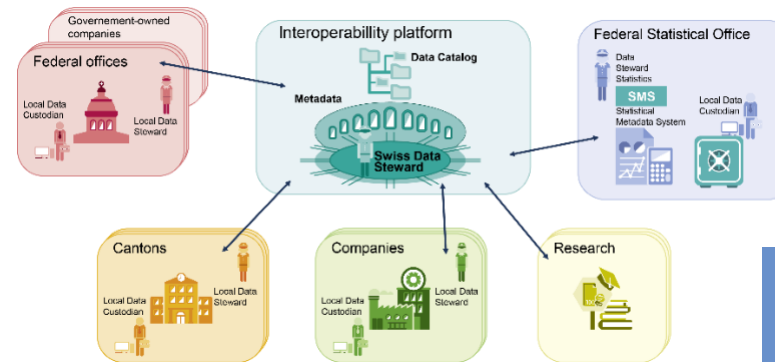 Governement-owned
companies
Federal offices
Local Data
Custodian
Local Data
Steward
Interoperabillity platform
Data Catalog
Metadata
Swiss Data
Steward
Federal Statistical Office
Data
Steward
Statistics
SMS
Statistical
Metadata System
Local Data
Custodian
Cantons
Local Data
Steward
Local Data
Custodian
Companies
Local Data
Steward
Local Data
Custodian
Research